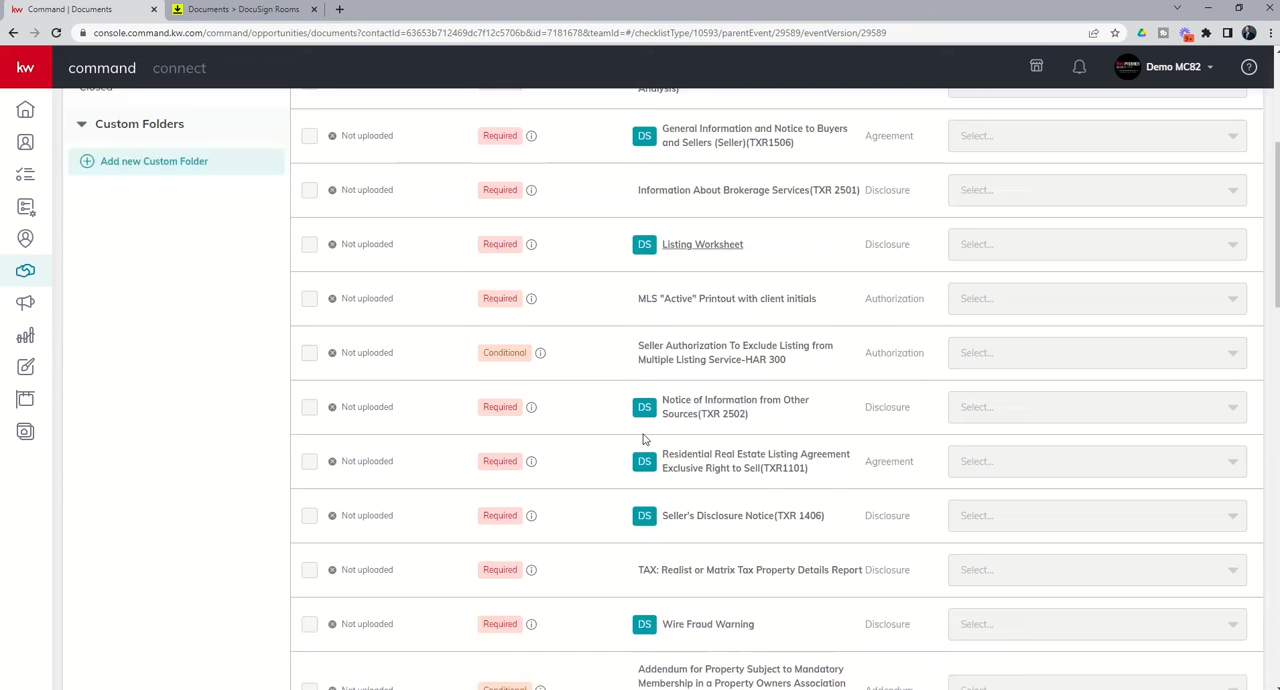 kw Command | Documents
Documents > DocuSign Rooms
console.command.kw.com/command/opportunities/documents?contactId=63653b712469dc7f12c5706b&id=7181678&teamId=#/checklistType/10593/parentEvent/29589/eventVersion/29589
kw command connect
Demo MC82
Closed
Custom Folders
Add new Custom Folder
Analysis)
Not uploaded Required DS General Information and Notice to Buyers and Sellers (Seller)(TXR1506) Agreement Select...
Not uploaded Required Information About Brokerage Services(TXR 2501) Disclosure Select...
Not uploaded Required DS Listing Worksheet Disclosure Select...
Not uploaded Required MLS "Active" Printout with client initials Authorization Select...
Not uploaded Conditional Seller Authorization To Exclude Listing from Multiple Listing Service-HAR 300 Authorization Select...
Not uploaded Required DS Notice of Information from Other Sources(TXR 2502) Disclosure Select...
Not uploaded Required DS Residential Real Estate Listing Agreement Exclusive Right to Sell(TXR1101) Agreement Select...
Not uploaded Required DS Seller's Disclosure Notice(TXR 1406) Disclosure Select...
Not uploaded Required TAX: Realist or Matrix Tax Property Details Report Disclosure Select...
Not uploaded Required DS Wire Fraud Warning Disclosure Select...
Not uploaded Conditional Addendum for Property Subject to Mandatory Membership in a Property Owners Association Addendum Select...